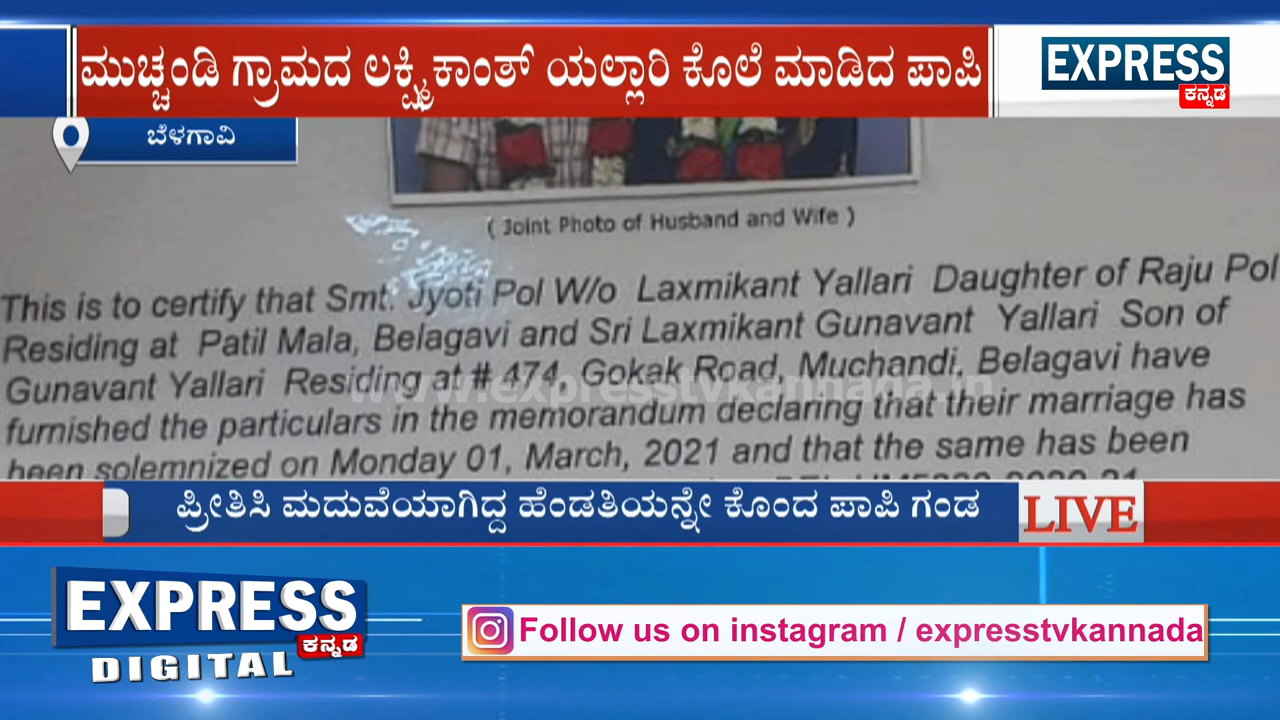 ಮುಚ್ಚಂಡಿ ಗ್ರಾಮದ ಲಕ್ಷ್ಮಿಕಾಂತ್ ಯಲ್ಲಾರಿ ಕೊಲೆ ಮಾಡಿದ ಪಾಪಿ
EXPRESS
ಕನ್ನಡ
ಬೆಳಗಾವಿ
( Joint Photo of Husband and Wife )
This is to certify that Smt. Jyoti Pol W/o Laxmikant Yallari Daughter of Raju Pol
Residing at Patil Mala, Belagavi and Sri Laxmikant Gunavant Yallari Son of
Gunavant Yallari Residing at # 474, Gokak Road, Muchandi, Belagavi have
www.expresstvkannada.in
furnished the particulars in the memorandum declaring that their marriage has
been solemnized on Monday 01, March, 2021 and that the same has been
ಪ್ರೀತಿಸಿ ಮದುವೆಯಾಗಿದ್ದ ಹೆಂಡತಿಯನ್ನೇ ಕೊಂದ ಪಾಪಿ ಗಂಡ
LIVE
EXPRESS
ಕನ್ನಡ
DIGITAL
Follow us on instagram / expresstvkannada